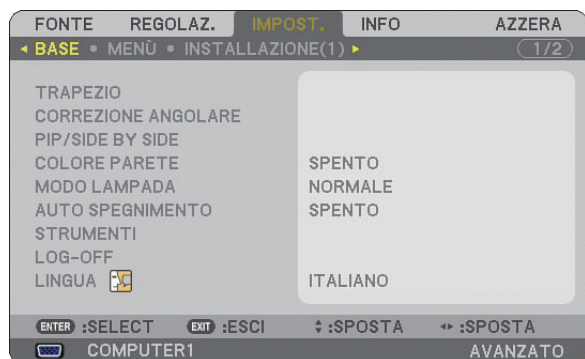 FONTE REGOLAZ. IMPOST. INFO AZZERA
BASE • MENÙ • INSTALLAZIONE(1) 1/2
TRAPEZIO
CORREZIONE ANGOLARE
PIP/SIDE BY SIDE
COLORE PARETE SPENTO
MODO LAMPADA NORMALE
AUTO SPEGNIMENTO SPENTO
STRUMENTI
LOG-OFF
LINGUA ITALIANO
ENTER :SELECT EXIT :ESCI :SPOSTA :SPOSTA
COMPUTER1 AVANZATO